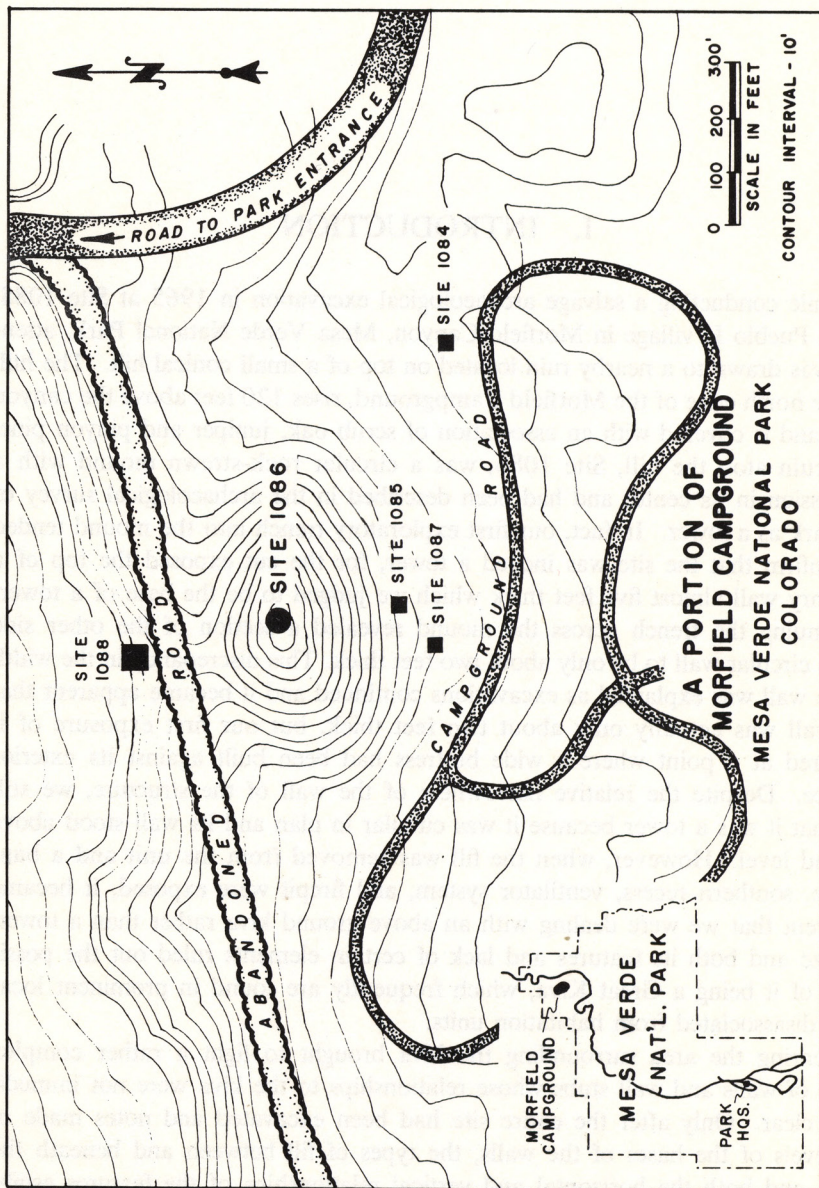 N
ROAD TO PARK ENTRANCE
SITE
1088
ABANDONED ROAD
SITE 1086
SITE 1085
SITE 1087
SITE 1084
CAMPGROUND ROAD
A PORTION OF
MORFIELD CAMPGROUND
MESA VERDE NATIONAL PARK
COLORADO
0 100 200 300'
SCALE IN FEET
CONTOUR INTERVAL - 10'
MORFIELD
CAMPGROUND
MESA VERDE
NAT'L. PARK
PARK
HQS.